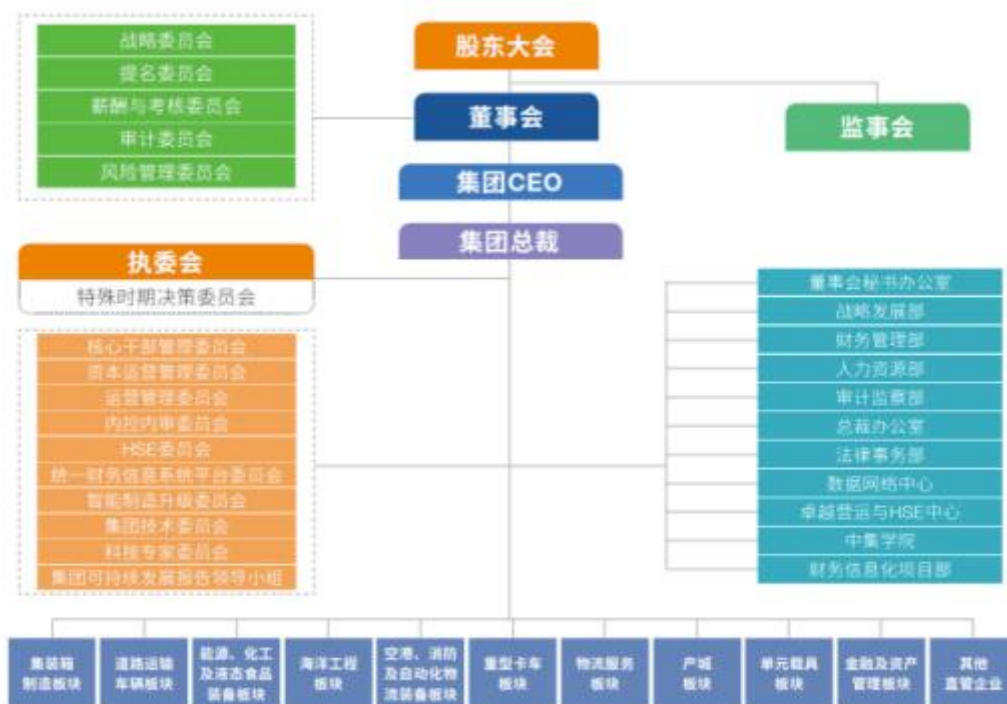 战略委员会
提名委员会
薪酬与考核委员会
审计委员会
风险管理委员会
股东大会
董事会
监事会
集团CEO
集团总裁
执委会
特殊时期决策委员会
核心干部管理委员会
资本运营管理委员会
运营管理委员会
内控内审委员会
HSE委员会
统一财务信息系统平台委员会
智能制造升级委员会
集团技术委员会
科技专家委员会
集团可持续发展报告领导小组
董事会秘书办公室
战略发展部
财务管理部
人力资源部
审计监察部
总裁办公室
法律事务部
数据网络中心
卓越营运与HSE中心
中集学院
财务信息化项目部
集装箱
制造板块
道路运输
车辆板块
能源、化工
及液态食品
装备板块
海洋工程
板块
空港、消防
及自动化物
流装备板块
重型卡车
板块
物流服务
板块
产城
板块
单元载具
板块
金融及资产
管理板块
其他
直管企业